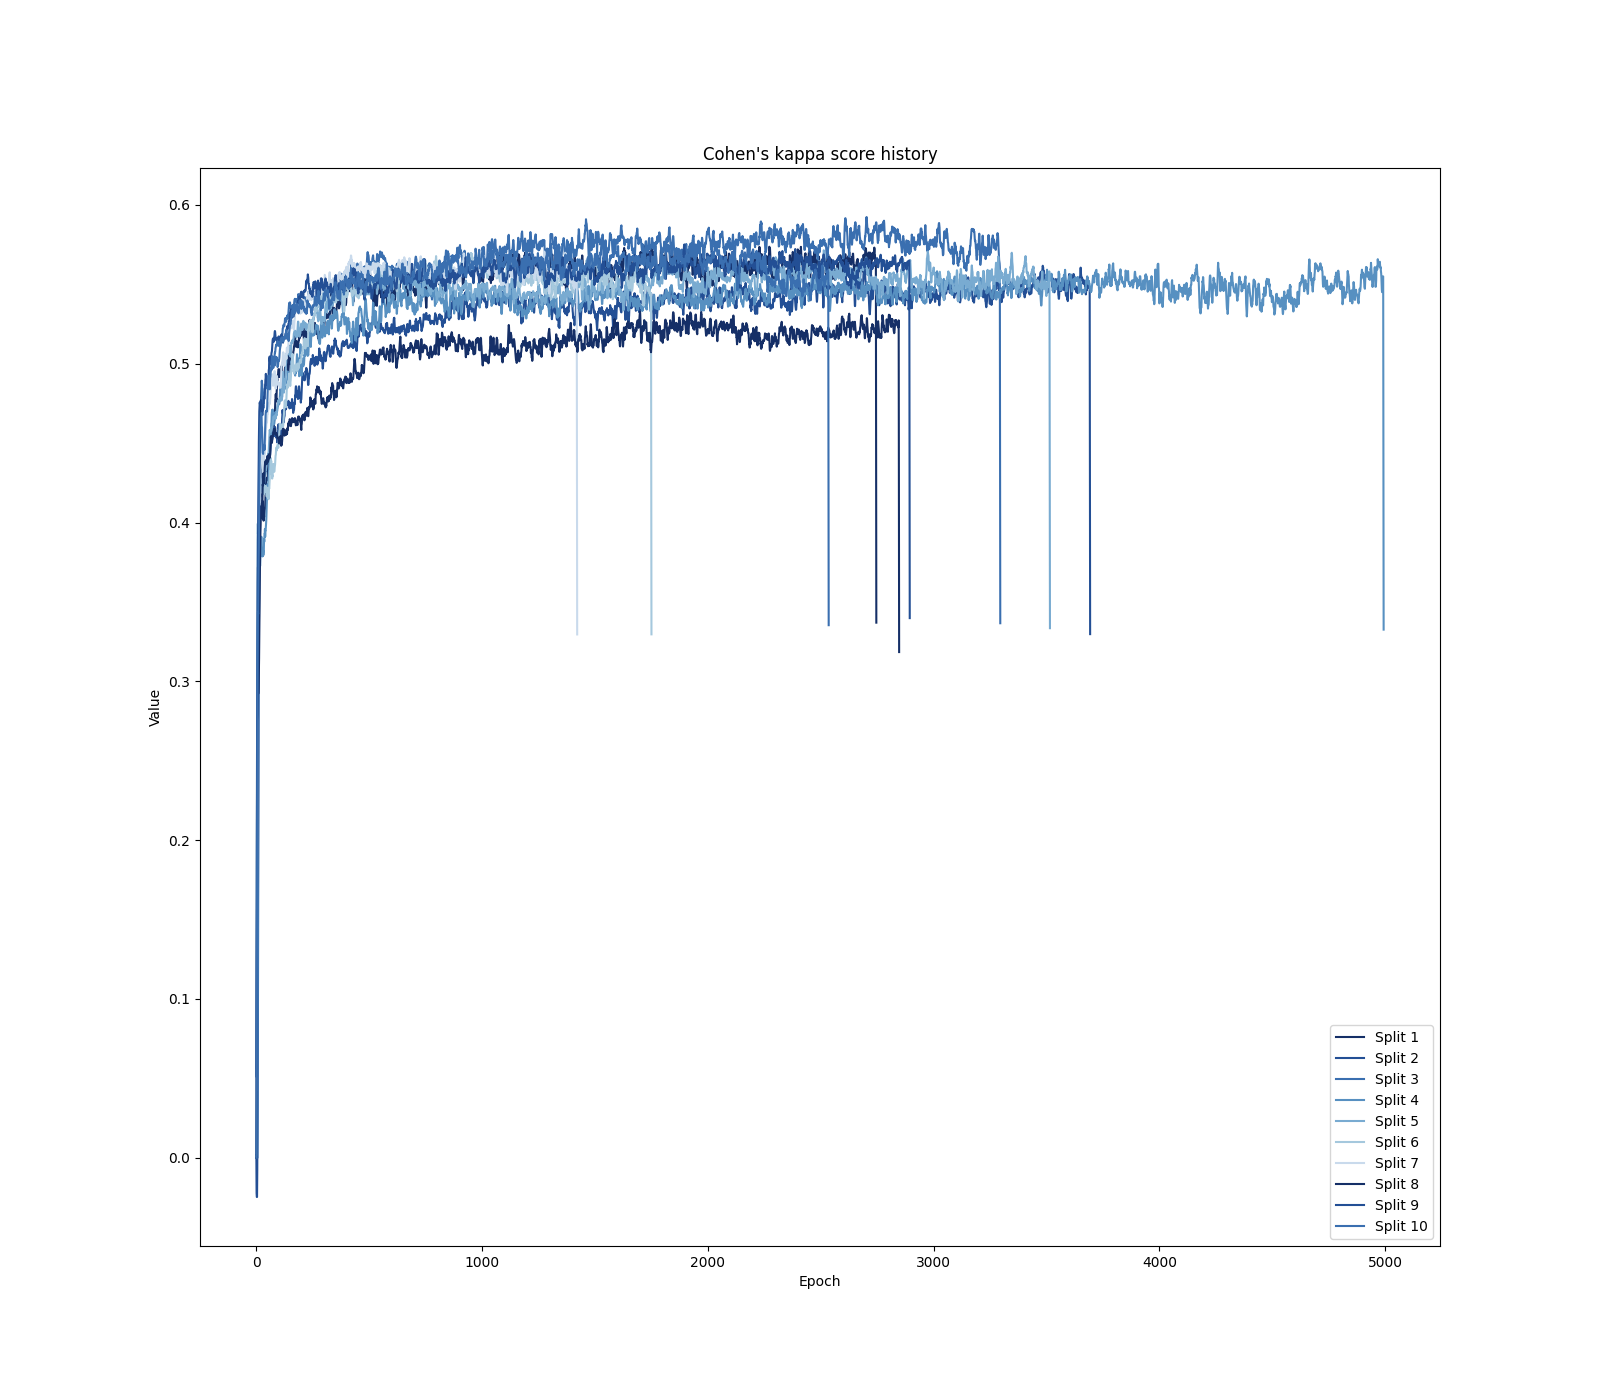 Cohen's kappa score history
0.6
0.5
0.4
0.3
0.2
0.1
0.0
Value
0 1000 2000 3000 4000 5000
Epoch
Split 1
Split 2
Split 3
Split 4
Split 5
Split 6
Split 7
Split 8
Split 9
Split 10